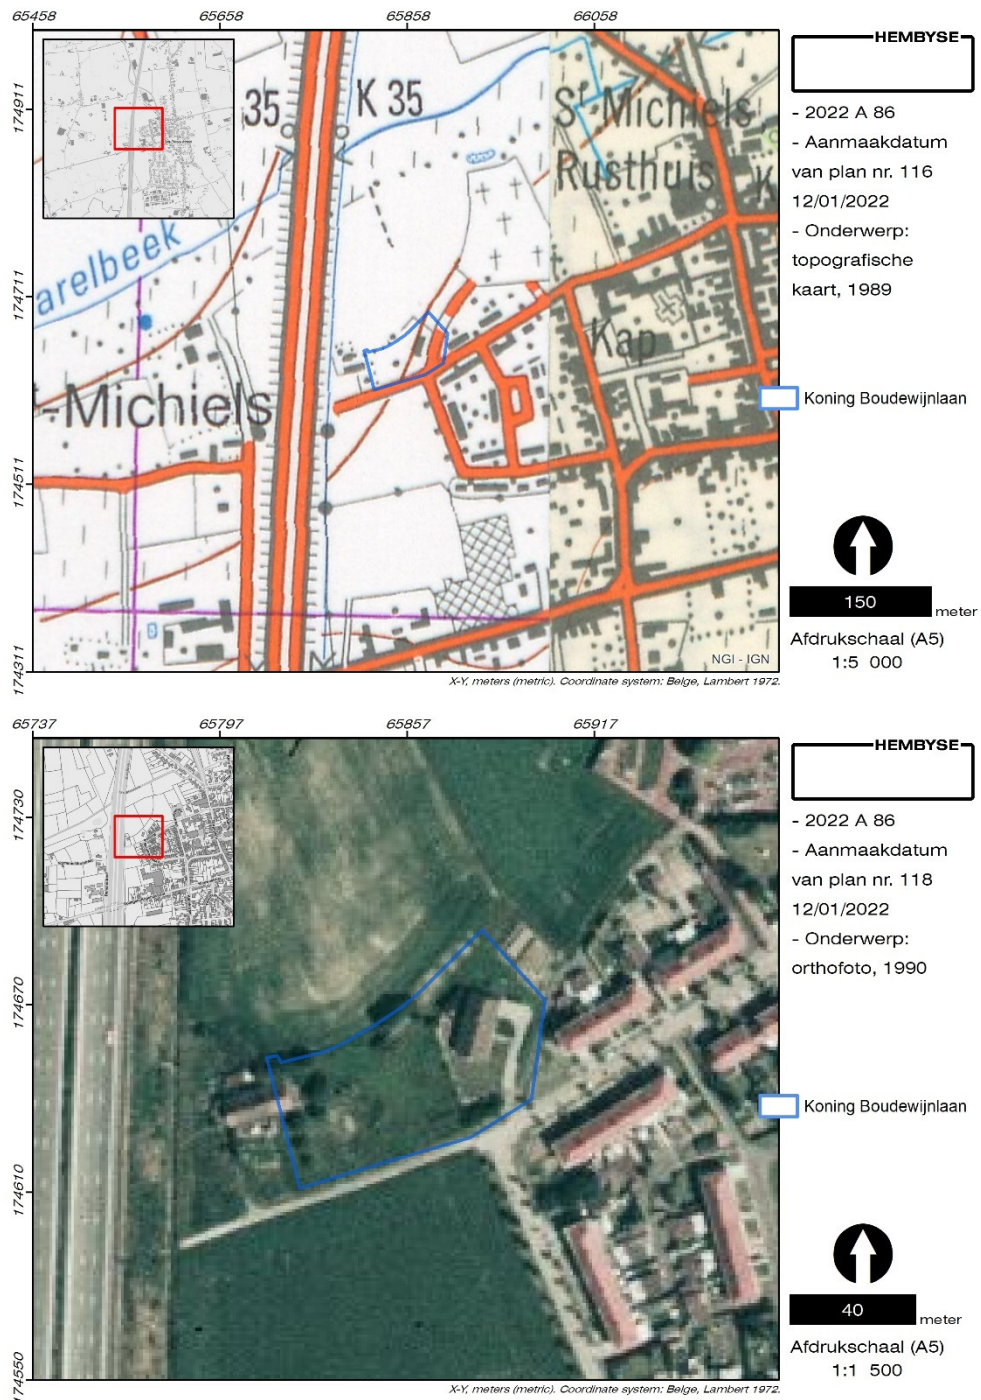 65458 65658 65858 66058
174911
174711
174511
174311
35
K 35
St Michiels
Rusthuis
K
arelbeek
Kap
t-Michiels
NGI - IGN
X-Y, meters (metric). Coordinate system: Belge, Lambert 1972.
HEMBYSE
- 2022 A 86
- Aanmaakdatum
van plan nr. 116
12/01/2022
- Onderwerp:
topografische
kaart, 1989
Koning Boudewijnlaan
150 meter
Afdrukschaal (A5)
1:5 000
65737 65797 65857 65917
174730
174670
174610
174550
X-Y, meters (metric). Coordinate system: Belge, Lambert 1972.
HEMBYSE
- 2022 A 86
- Aanmaakdatum
van plan nr. 118
12/01/2022
- Onderwerp:
orthofoto, 1990
Koning Boudewijnlaan
40 meter
Afdrukschaal (A5)
1:1 500